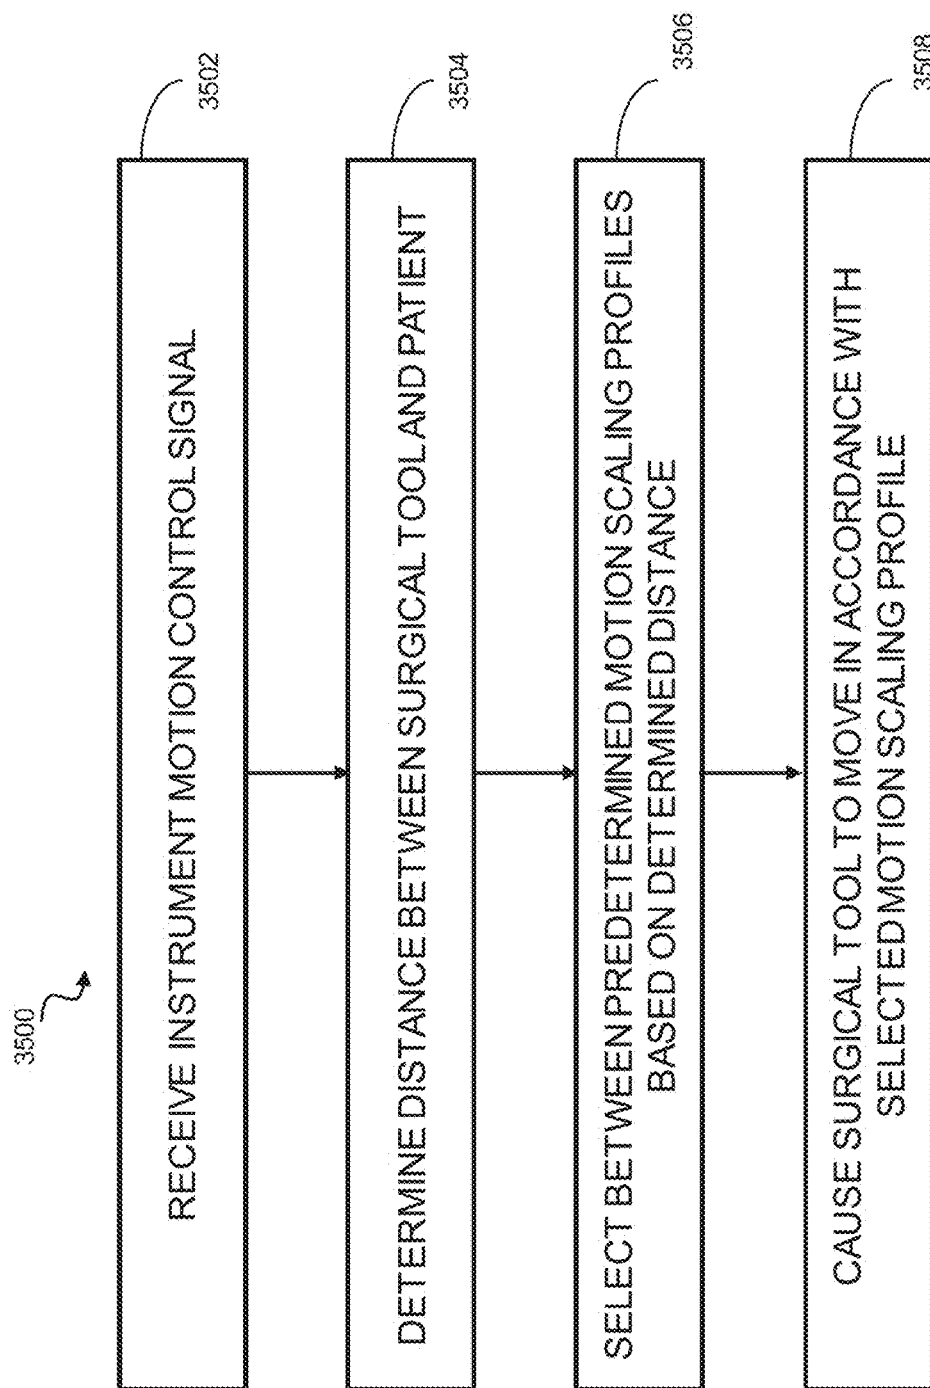 3500
RECEIVE INSTRUMENT MOTION CONTROL SIGNAL
3502
DETERMINE DISTANCE BETWEEN SURGICAL TOOL AND PATIENT
3504
SELECT BETWEEN PREDETERMINED MOTION SCALING PROFILES
BASED ON DETERMINED DISTANCE
3506
CAUSE SURGICAL TOOL TO MOVE IN ACCORDANCE WITH
SELECTED MOTION SCALING PROFILE
3508